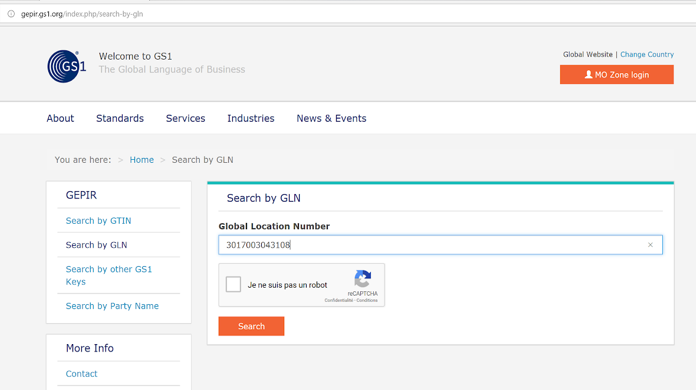 gepir.gs1.org/index.php/search-by-gln
GS1
Welcome to GS1
The Global Language of Business
Global Website | Change Country
MO Zone login
About Standards Services Industries News & Events
You are here: > Home > Search by GLN
GEPIR
Search by GTIN
Search by GLN
Search by other GS1
Keys
Search by Party Name
More Info
Contact
Search by GLN
Global Location Number
3017003043108
×
Je ne suis pas un robot
reCAPTCHA
Confidentialité - Conditions
Search